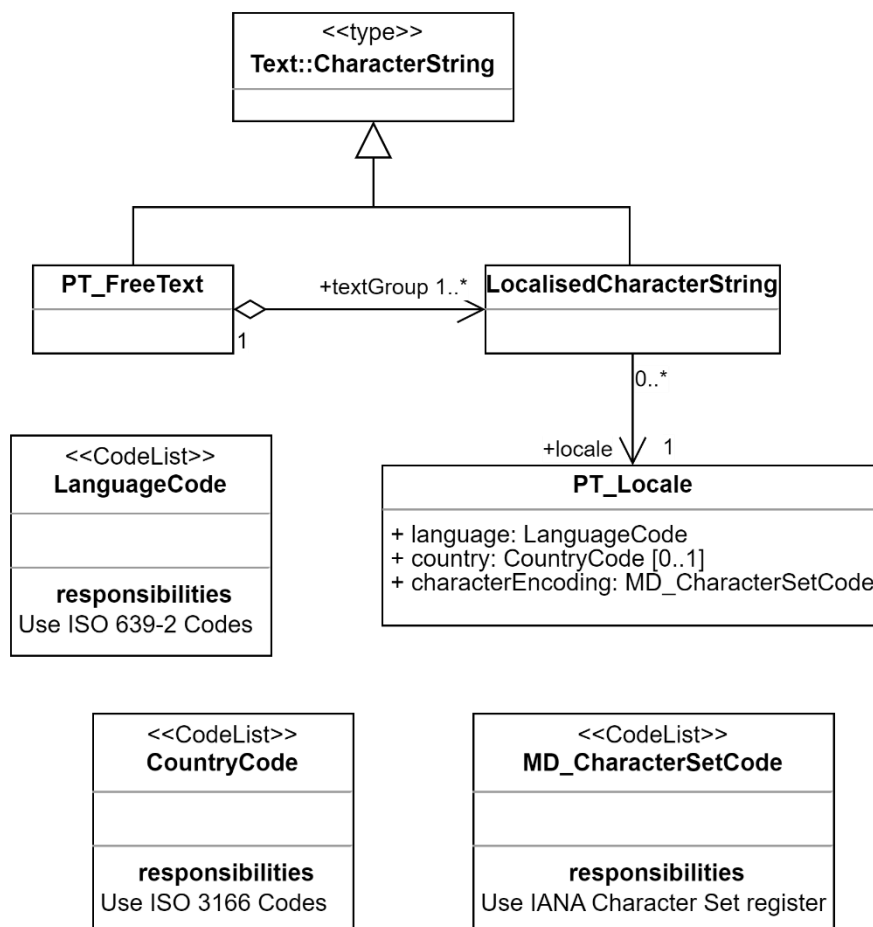 <<type>>
Text::CharacterString
PT_FreeText
+textGroup 1..*
1
LocalisedCharacterString
0..*
+locale 1
PT_Locale
+ language: LanguageCode
+ country: CountryCode [0..1]
+ characterEncoding: MD_CharacterSetCode
<<CodeList>>
LanguageCode
responsibilities
Use ISO 639-2 Codes
<<CodeList>>
CountryCode
responsibilities
Use ISO 3166 Codes
<<CodeList>>
MD_CharacterSetCode
responsibilities
Use IANA Character Set register